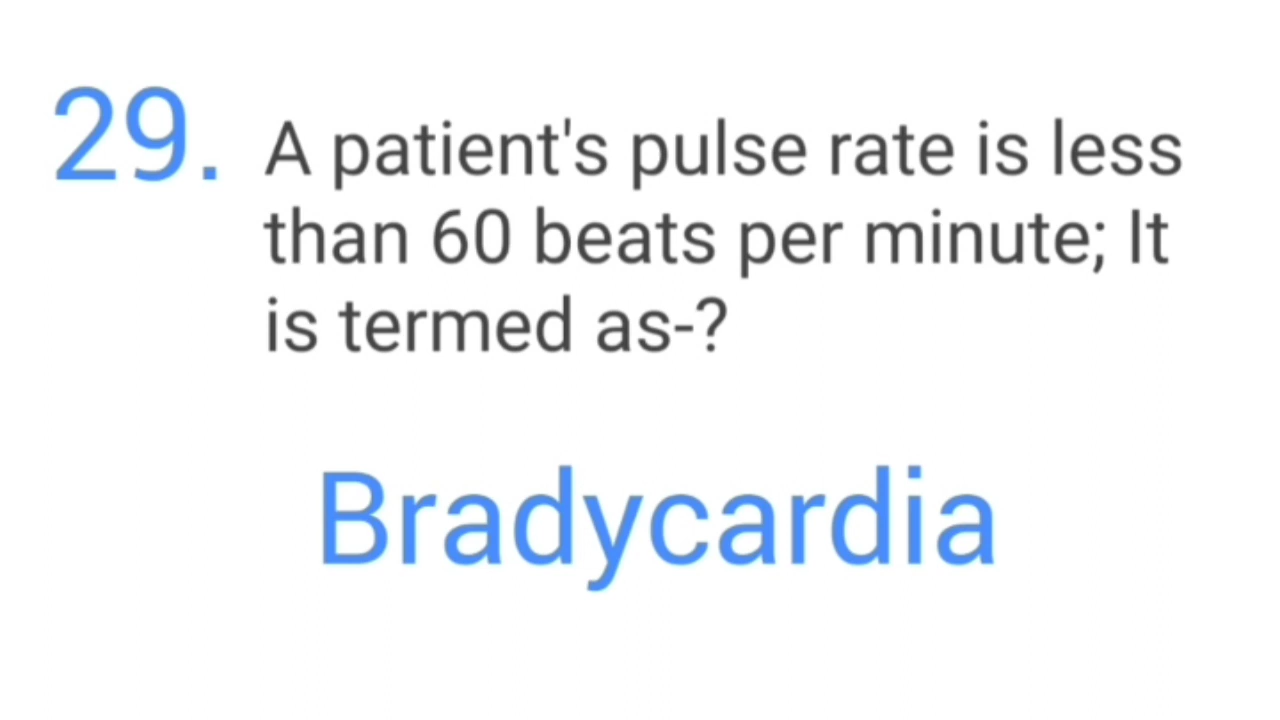 29. A patient's pulse rate is less
than 60 beats per minute; It
is termed as-?
Bradycardia